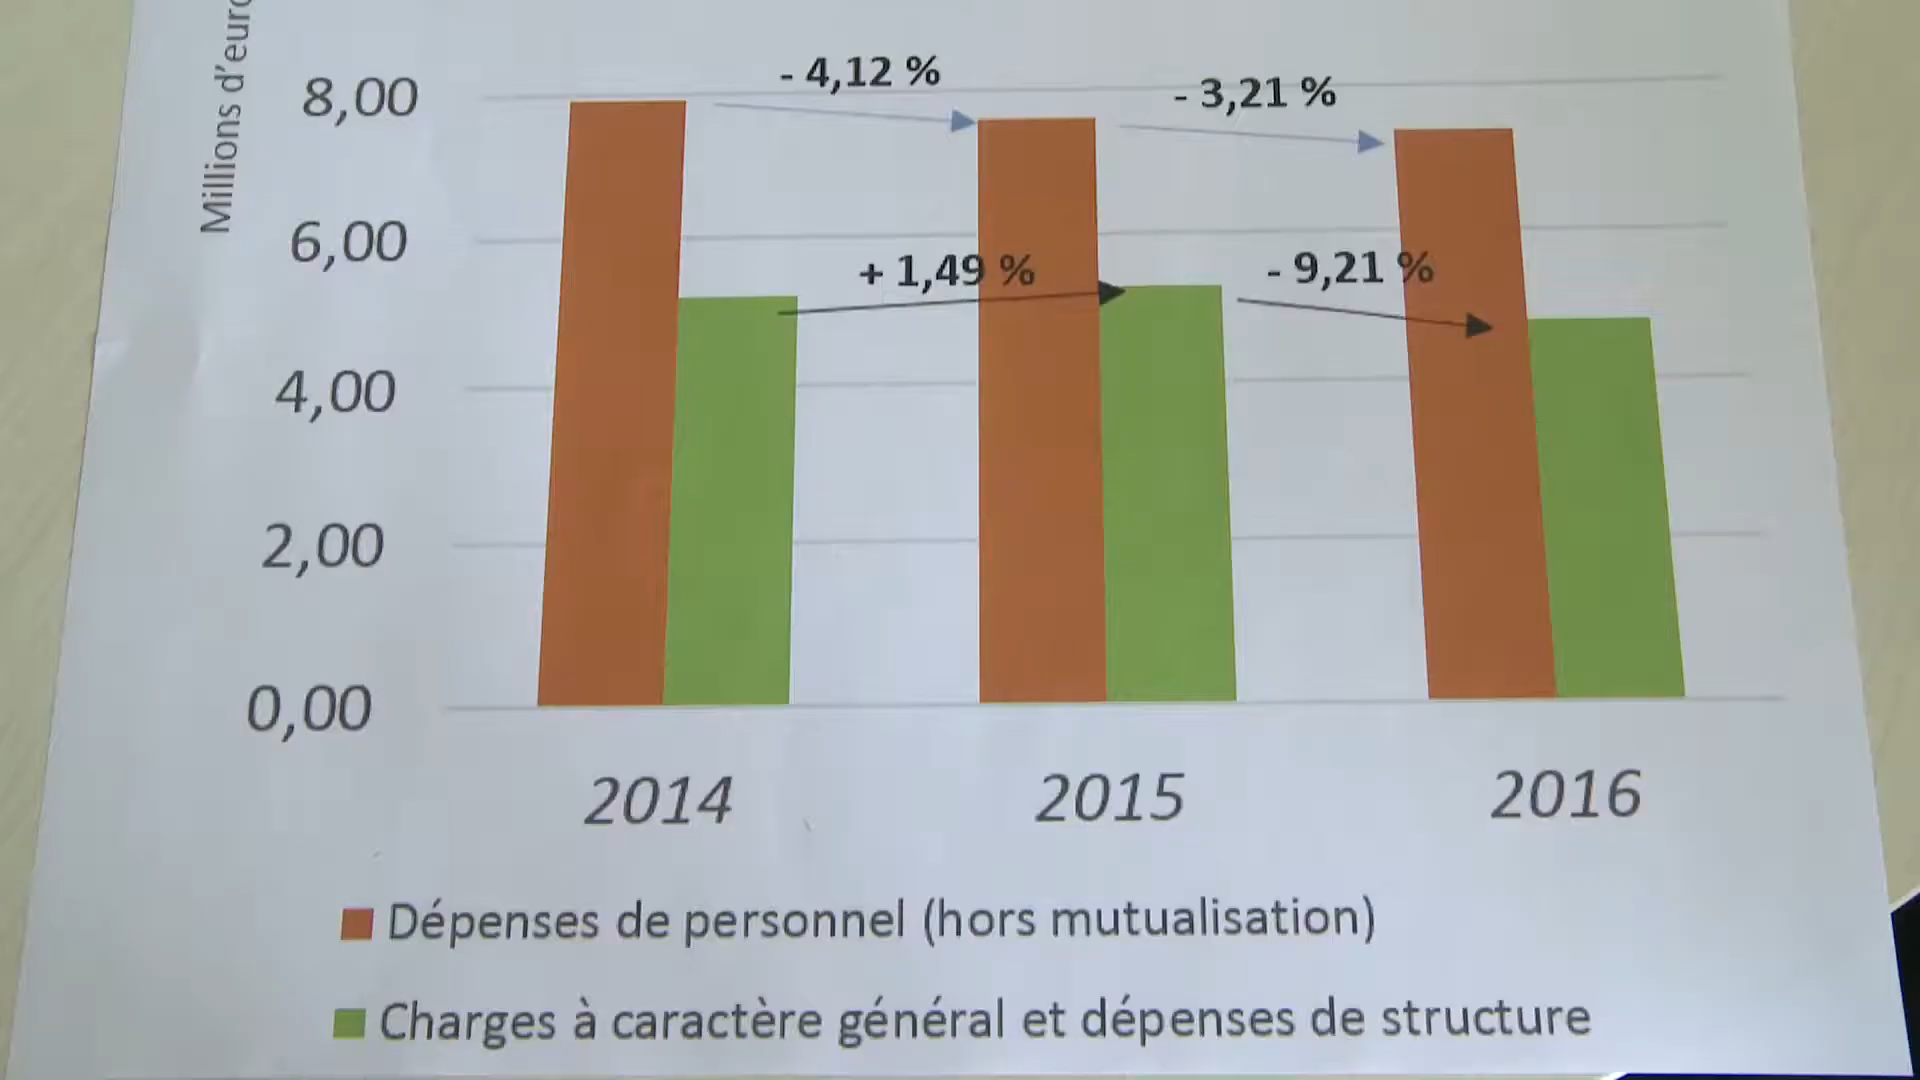 Millions d'euro
- 4,12 %
- 3,21 %
8,00
6,00
+ 1,49 %
- 9,21 %
4,00
2,00
0,00
2014
2015
2016
Dépenses de personnel (hors mutualisation)
Charges à caractère général et dépenses de structure